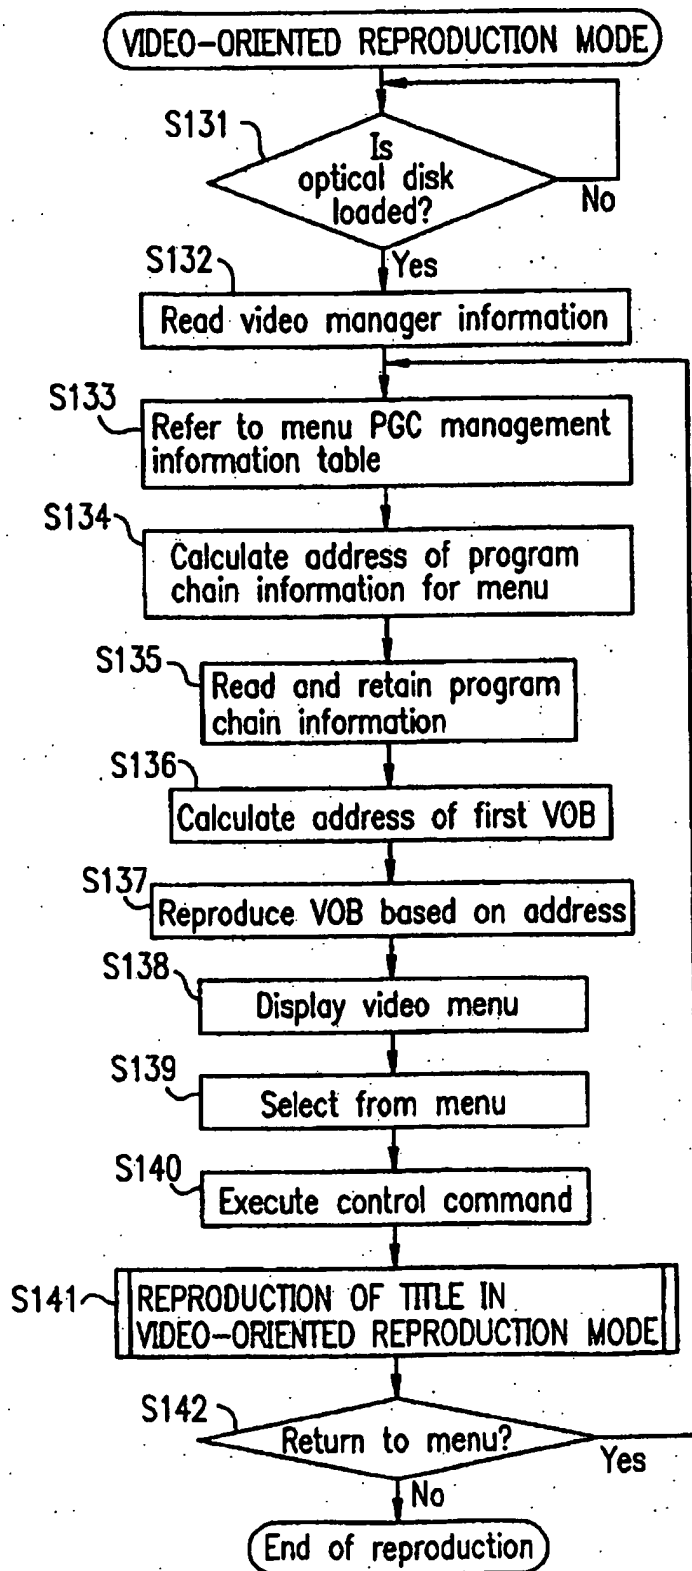 VIDEO-ORIENTED REPRODUCTION MODE
S131
Is
optical disk
loaded?
No
Yes
S132
Read video manager information
S133
Refer to menu PGC management
information table
S134
Calculate address of program
chain information for menu
S135
Read and retain program
chain information
S136
Calculate address of first VOB
S137
Reproduce VOB based on address
S138
Display video menu
S139
Select from menu
S140
Execute control command
S141
REPRODUCTION OF TITLE IN
VIDEO-ORIENTED REPRODUCTION MODE
S142
Return to menu?
Yes
No
End of reproduction